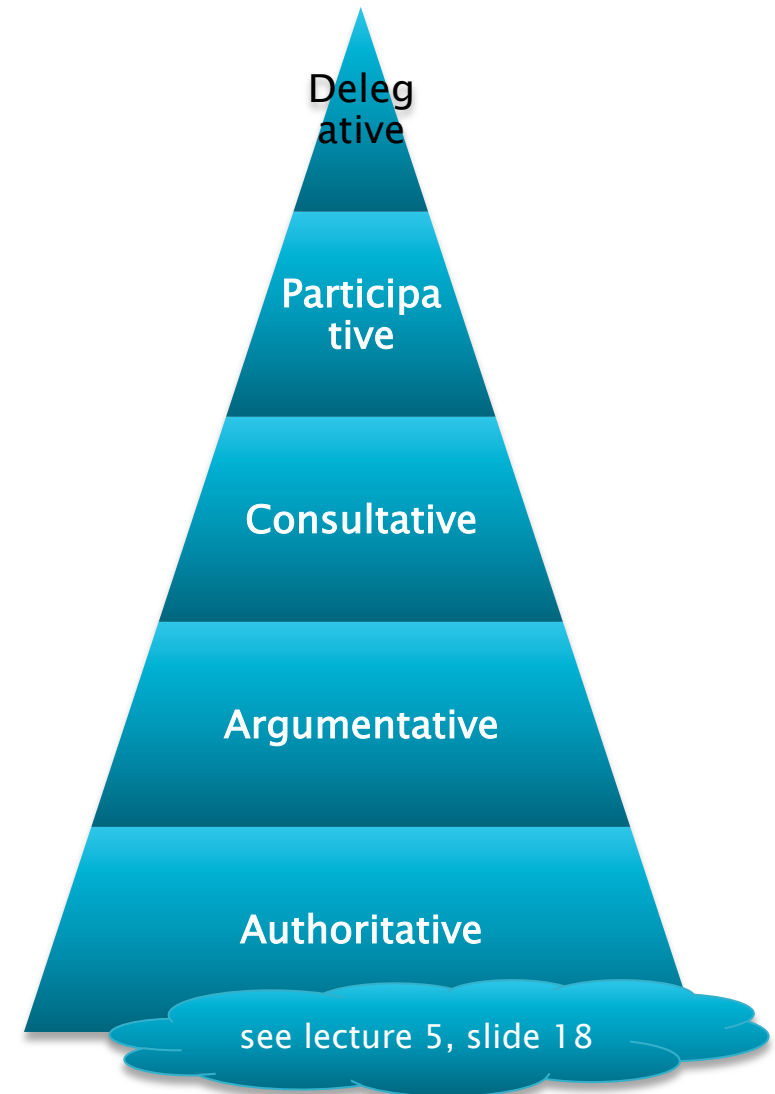 Deleg
ative
Participa
tive
Consultative
Argumentative
Authoritative
see lecture 5, slide 18